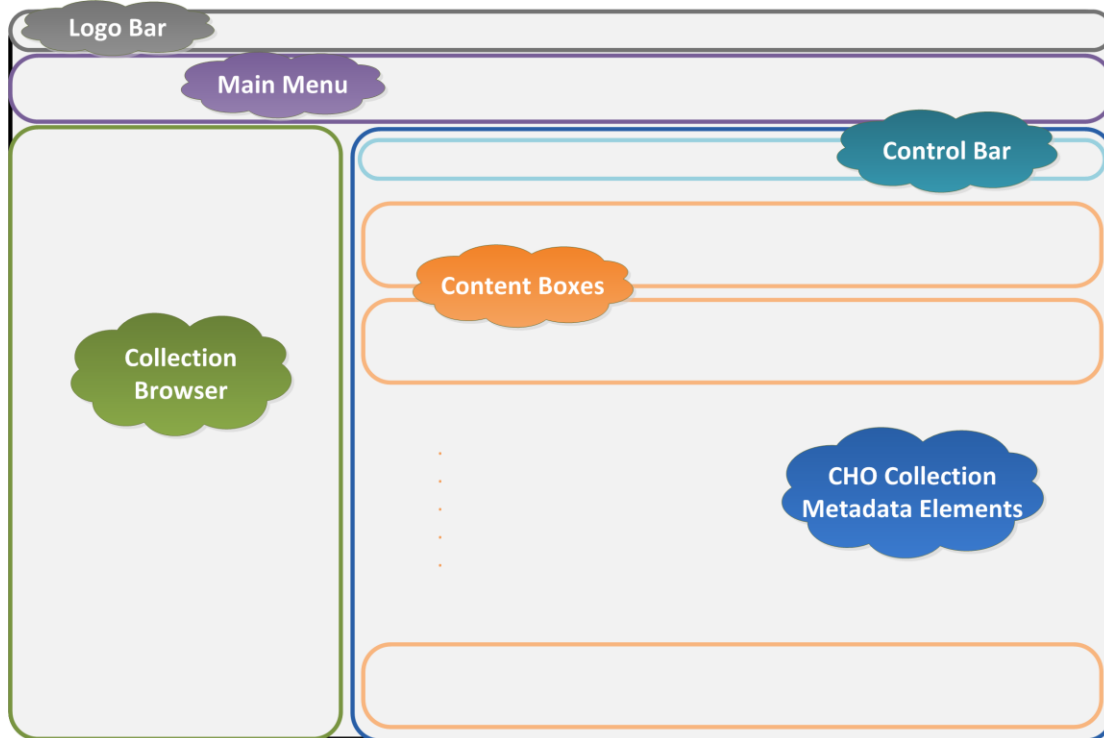 Logo Bar
Main Menu
Control Bar
Content Boxes
Collection
Browser
CHO Collection
Metadata Elements